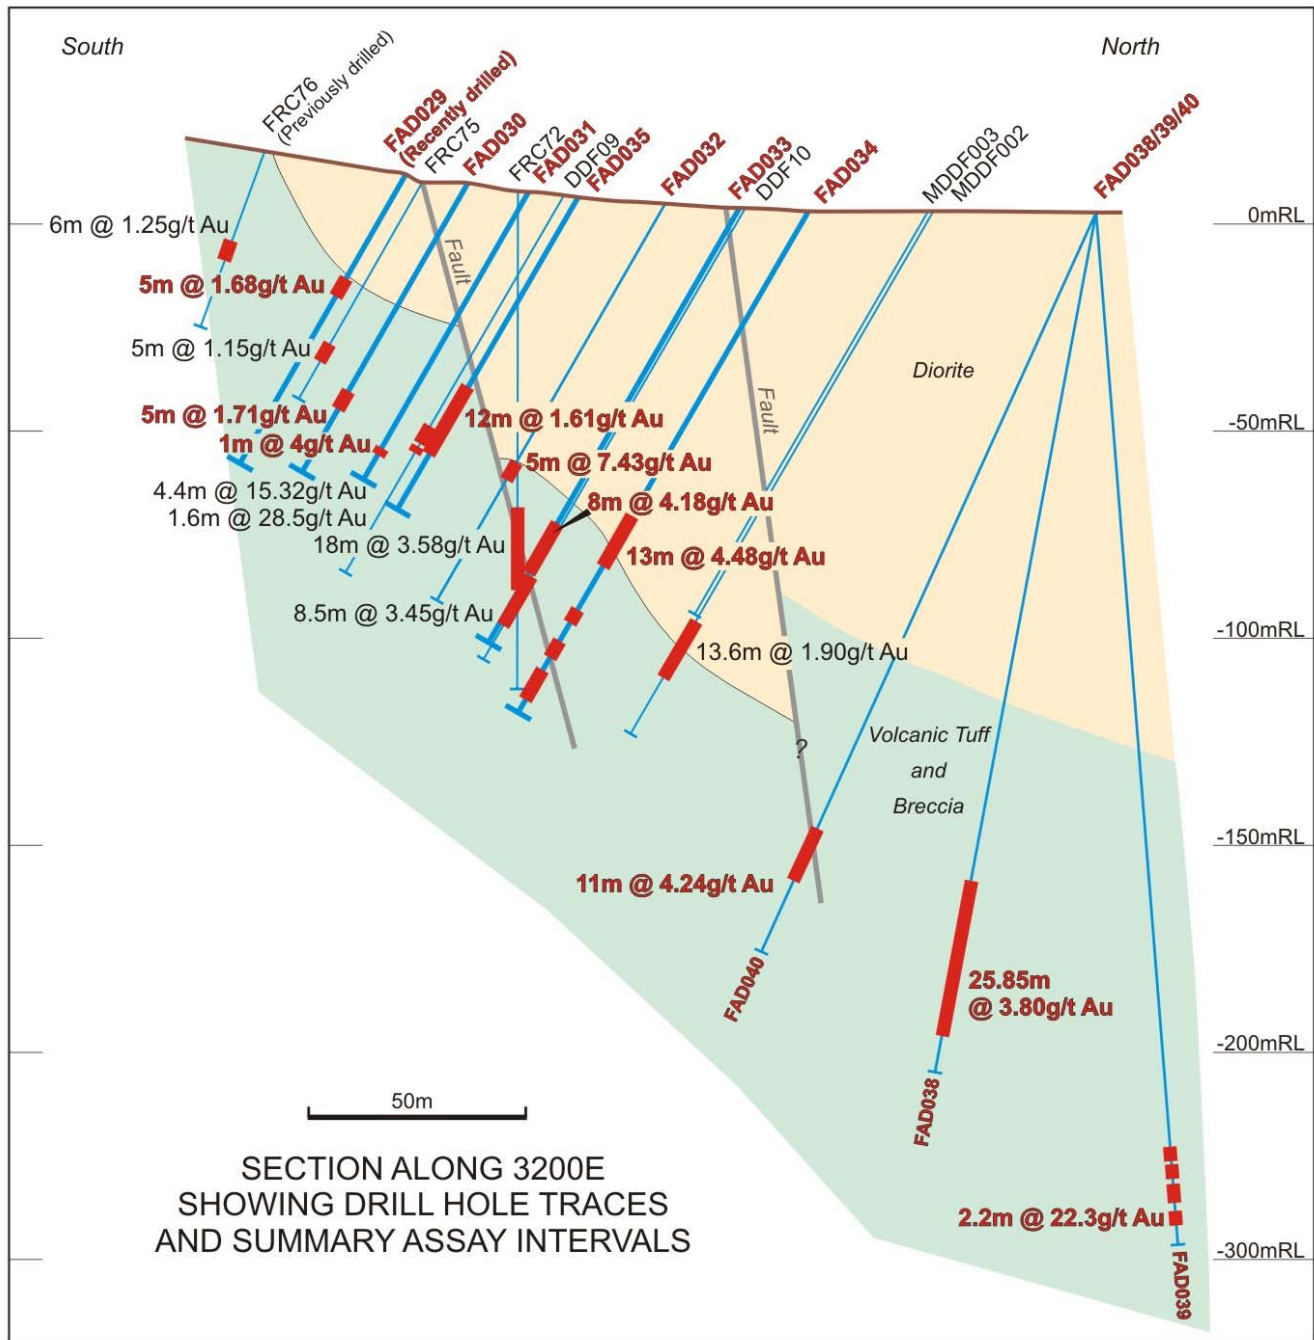 South
North
FRC76
(Previously drilled)
FAD029
(Recently drilled)
FRC75
FAD030
FRC72
FAD031
DDF09
FAD035
FAD032
FAD033
DDF10
FAD034
MDDF003
MDDF002
FAD038/39/40
0mRL
6m @ 1.25g/t Au
Fault
5m @ 1.68g/t Au
5m @ 1.15g/t Au
Diorite
Fault
5m @ 1.71g/t Au
12m @ 1.61g/t Au
-50mRL
1m @ 4g/t Au
5m @ 7.43g/t Au
4.4m @ 15.32g/t Au
8m @ 4.18g/t Au
1.6m @ 28.5g/t Au
18m @ 3.58g/t Au
13m @ 4.48g/t Au
8.5m @ 3.45g/t Au
-100mRL
13.6m @ 1.90g/t Au
Volcanic Tuff
and
Breccia
?
-150mRL
11m @ 4.24g/t Au
FAD040
25.85m
@ 3.80g/t Au
-200mRL
FAD038
50m
SECTION ALONG 3200E
SHOWING DRILL HOLE TRACES
AND SUMMARY ASSAY INTERVALS
2.2m @ 22.3g/t Au
-300mRL
FAD039